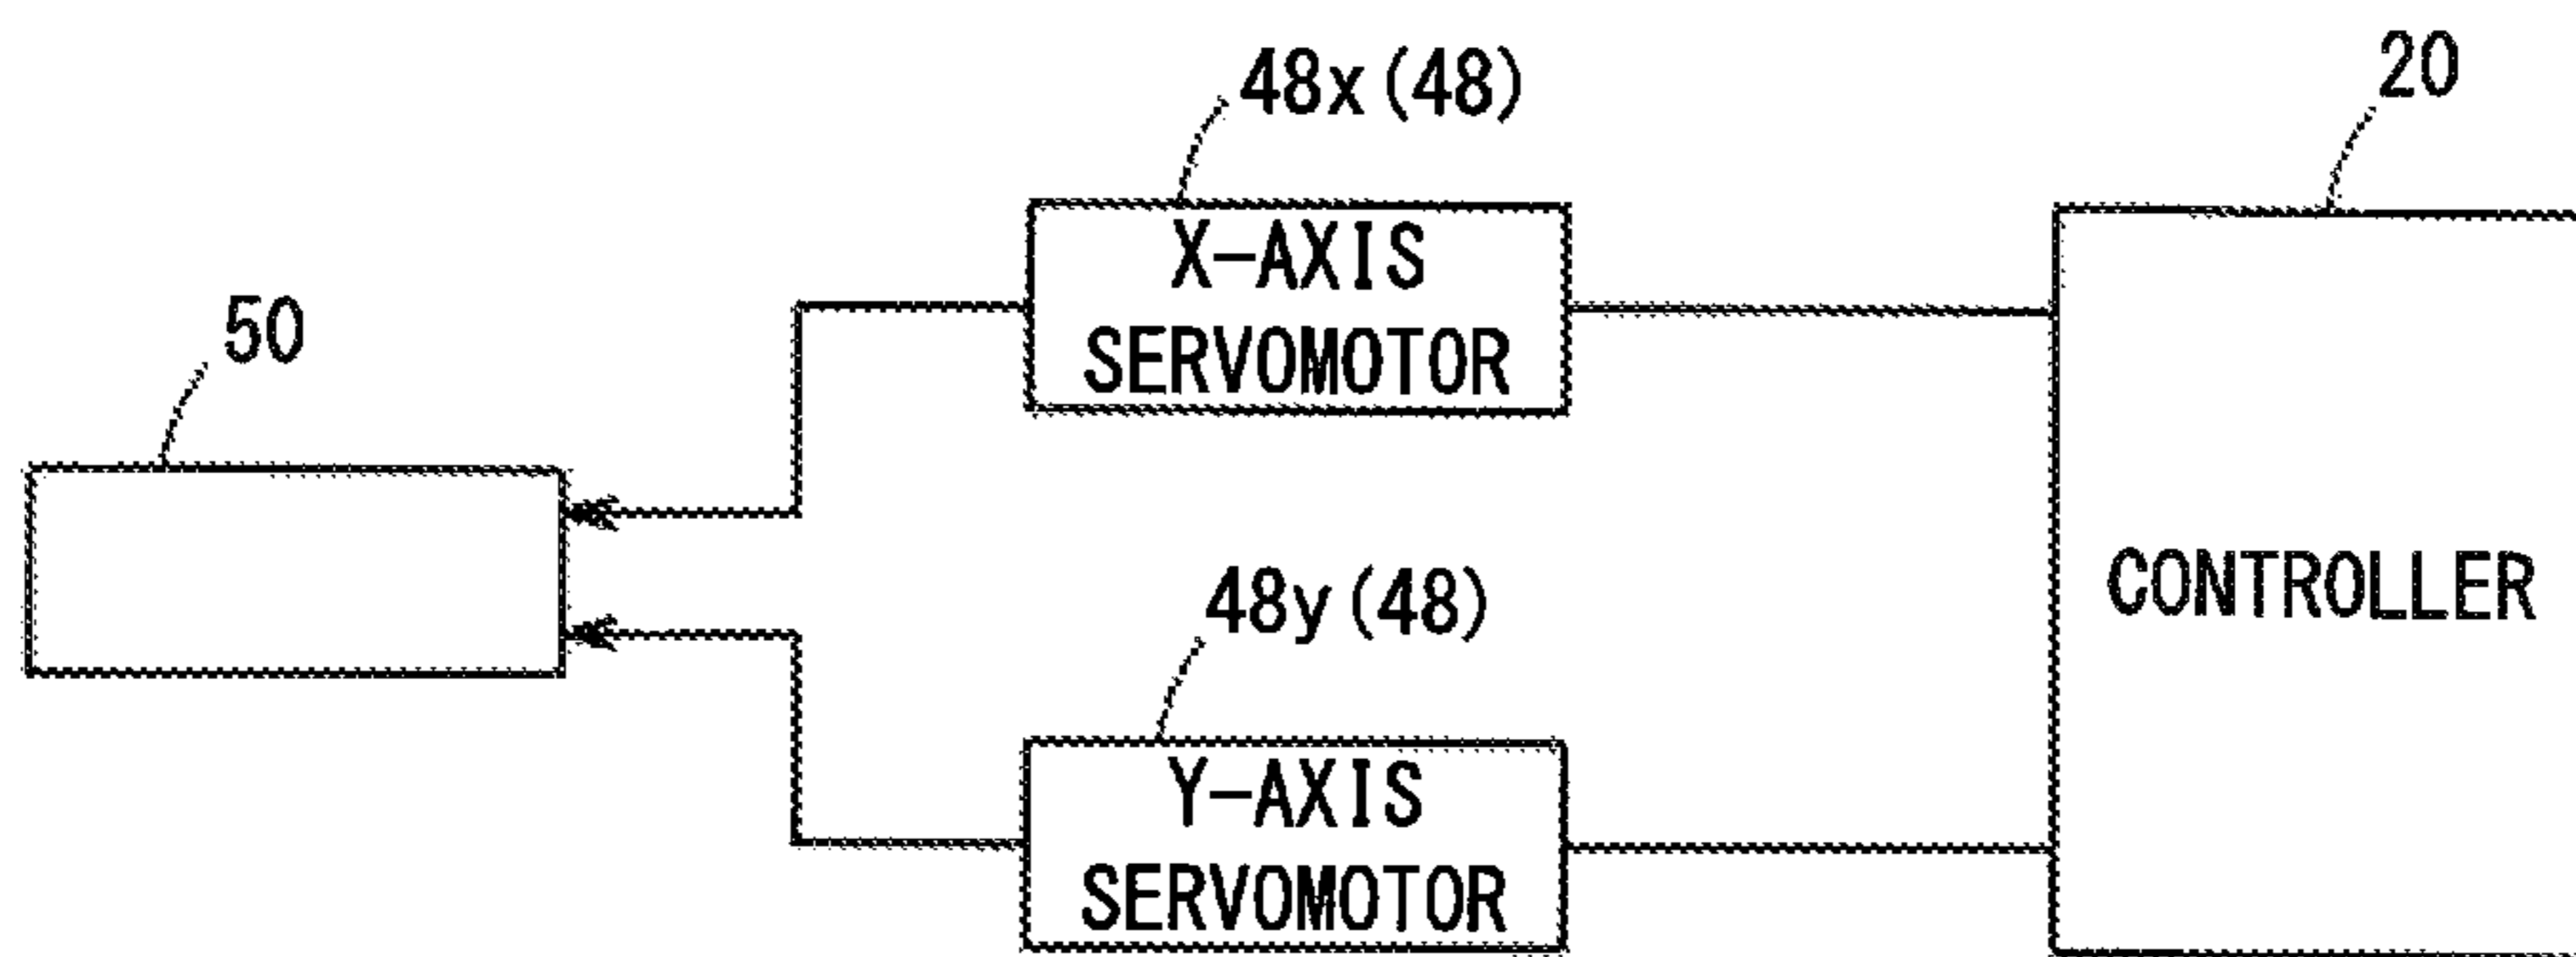 48x(48)
20
X-AXIS
SERVOMOTOR
50
CONTROLLER
48y(48)
Y-AXIS
SERVOMOTOR